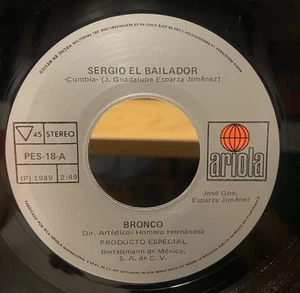 SERGIO EL BAILADOR
-Cumbia- (J. Guadalupe Esparza Jiménez)
45 STEREO
PES-18-A
(P) 1989 2:49
ariola
José Gpe.
Esparza Jiménez
BRONCO
Dir. Artístico: Homero Hernández
PRODUCTO ESPECIAL
Bertelsmann de México,
S. A. de C. V.